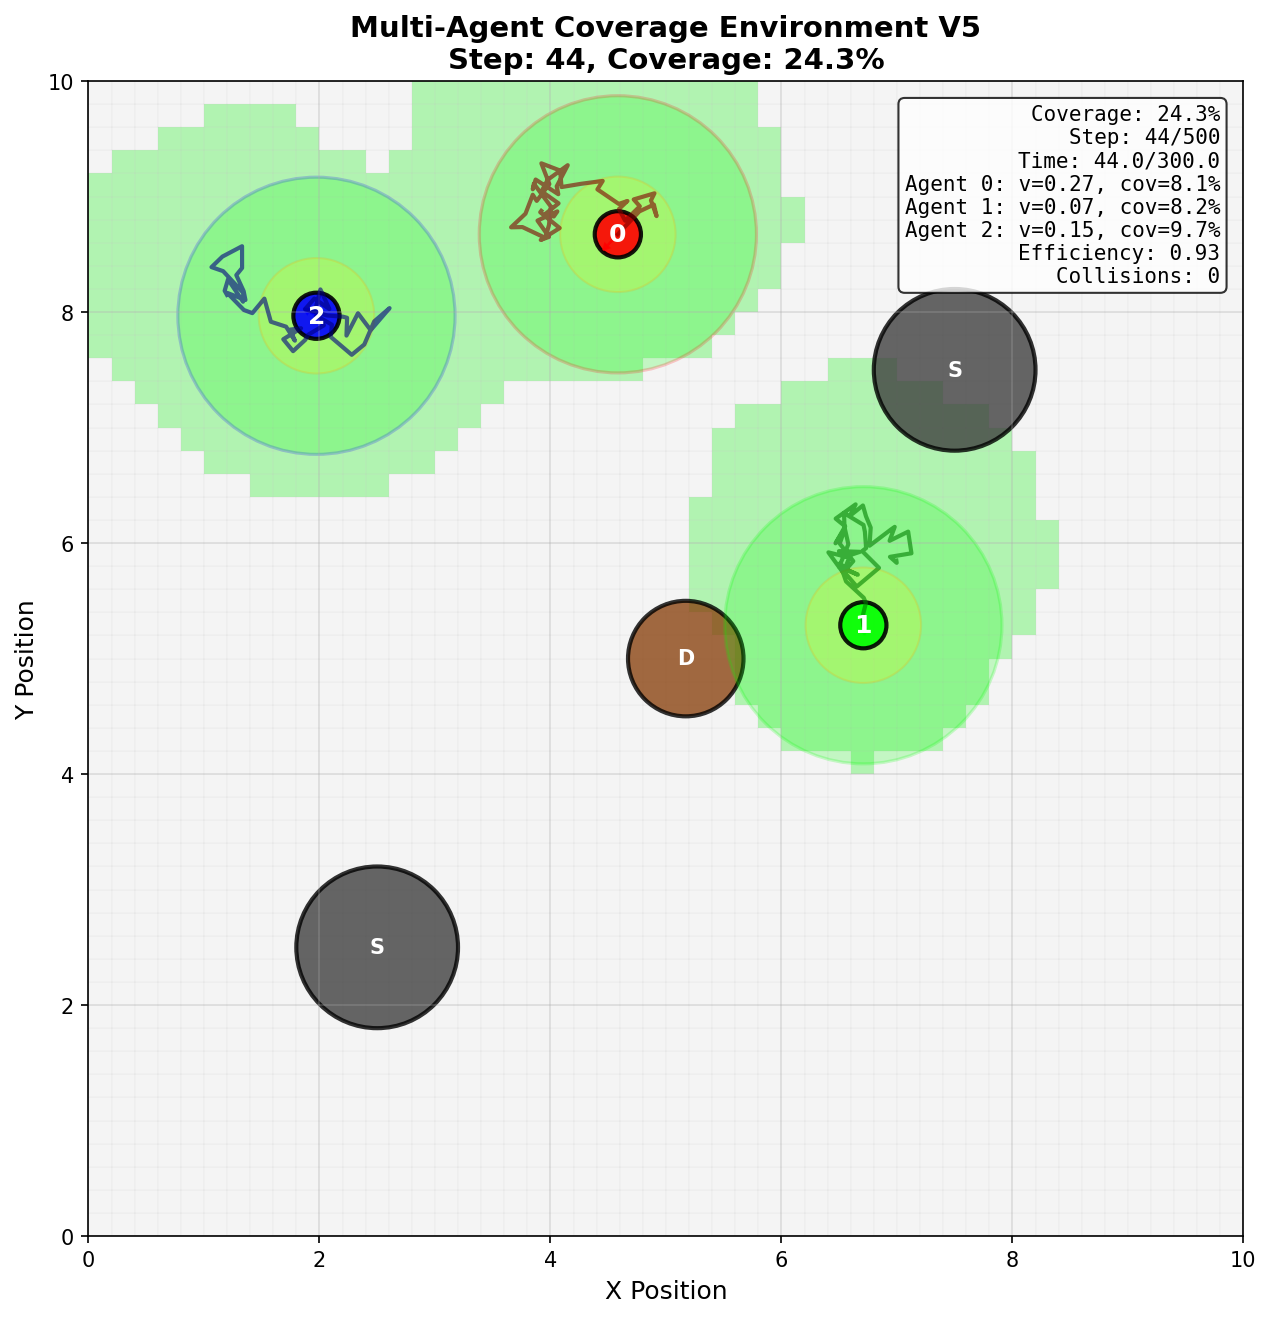 Multi-Agent Coverage Environment V5
Step: 44, Coverage: 24.3%
Coverage: 24.3%
Step: 44/500
Time: 44.0/300.0
Agent 0: v=0.27, cov=8.1%
Agent 1: v=0.07, cov=8.2%
Agent 2: v=0.15, cov=9.7%
Efficiency: 0.93
Collisions: 0
0
2
S
1
D
S
Y Position
10
8
6
4
2
0
0 2 4 6 8 10
X Position